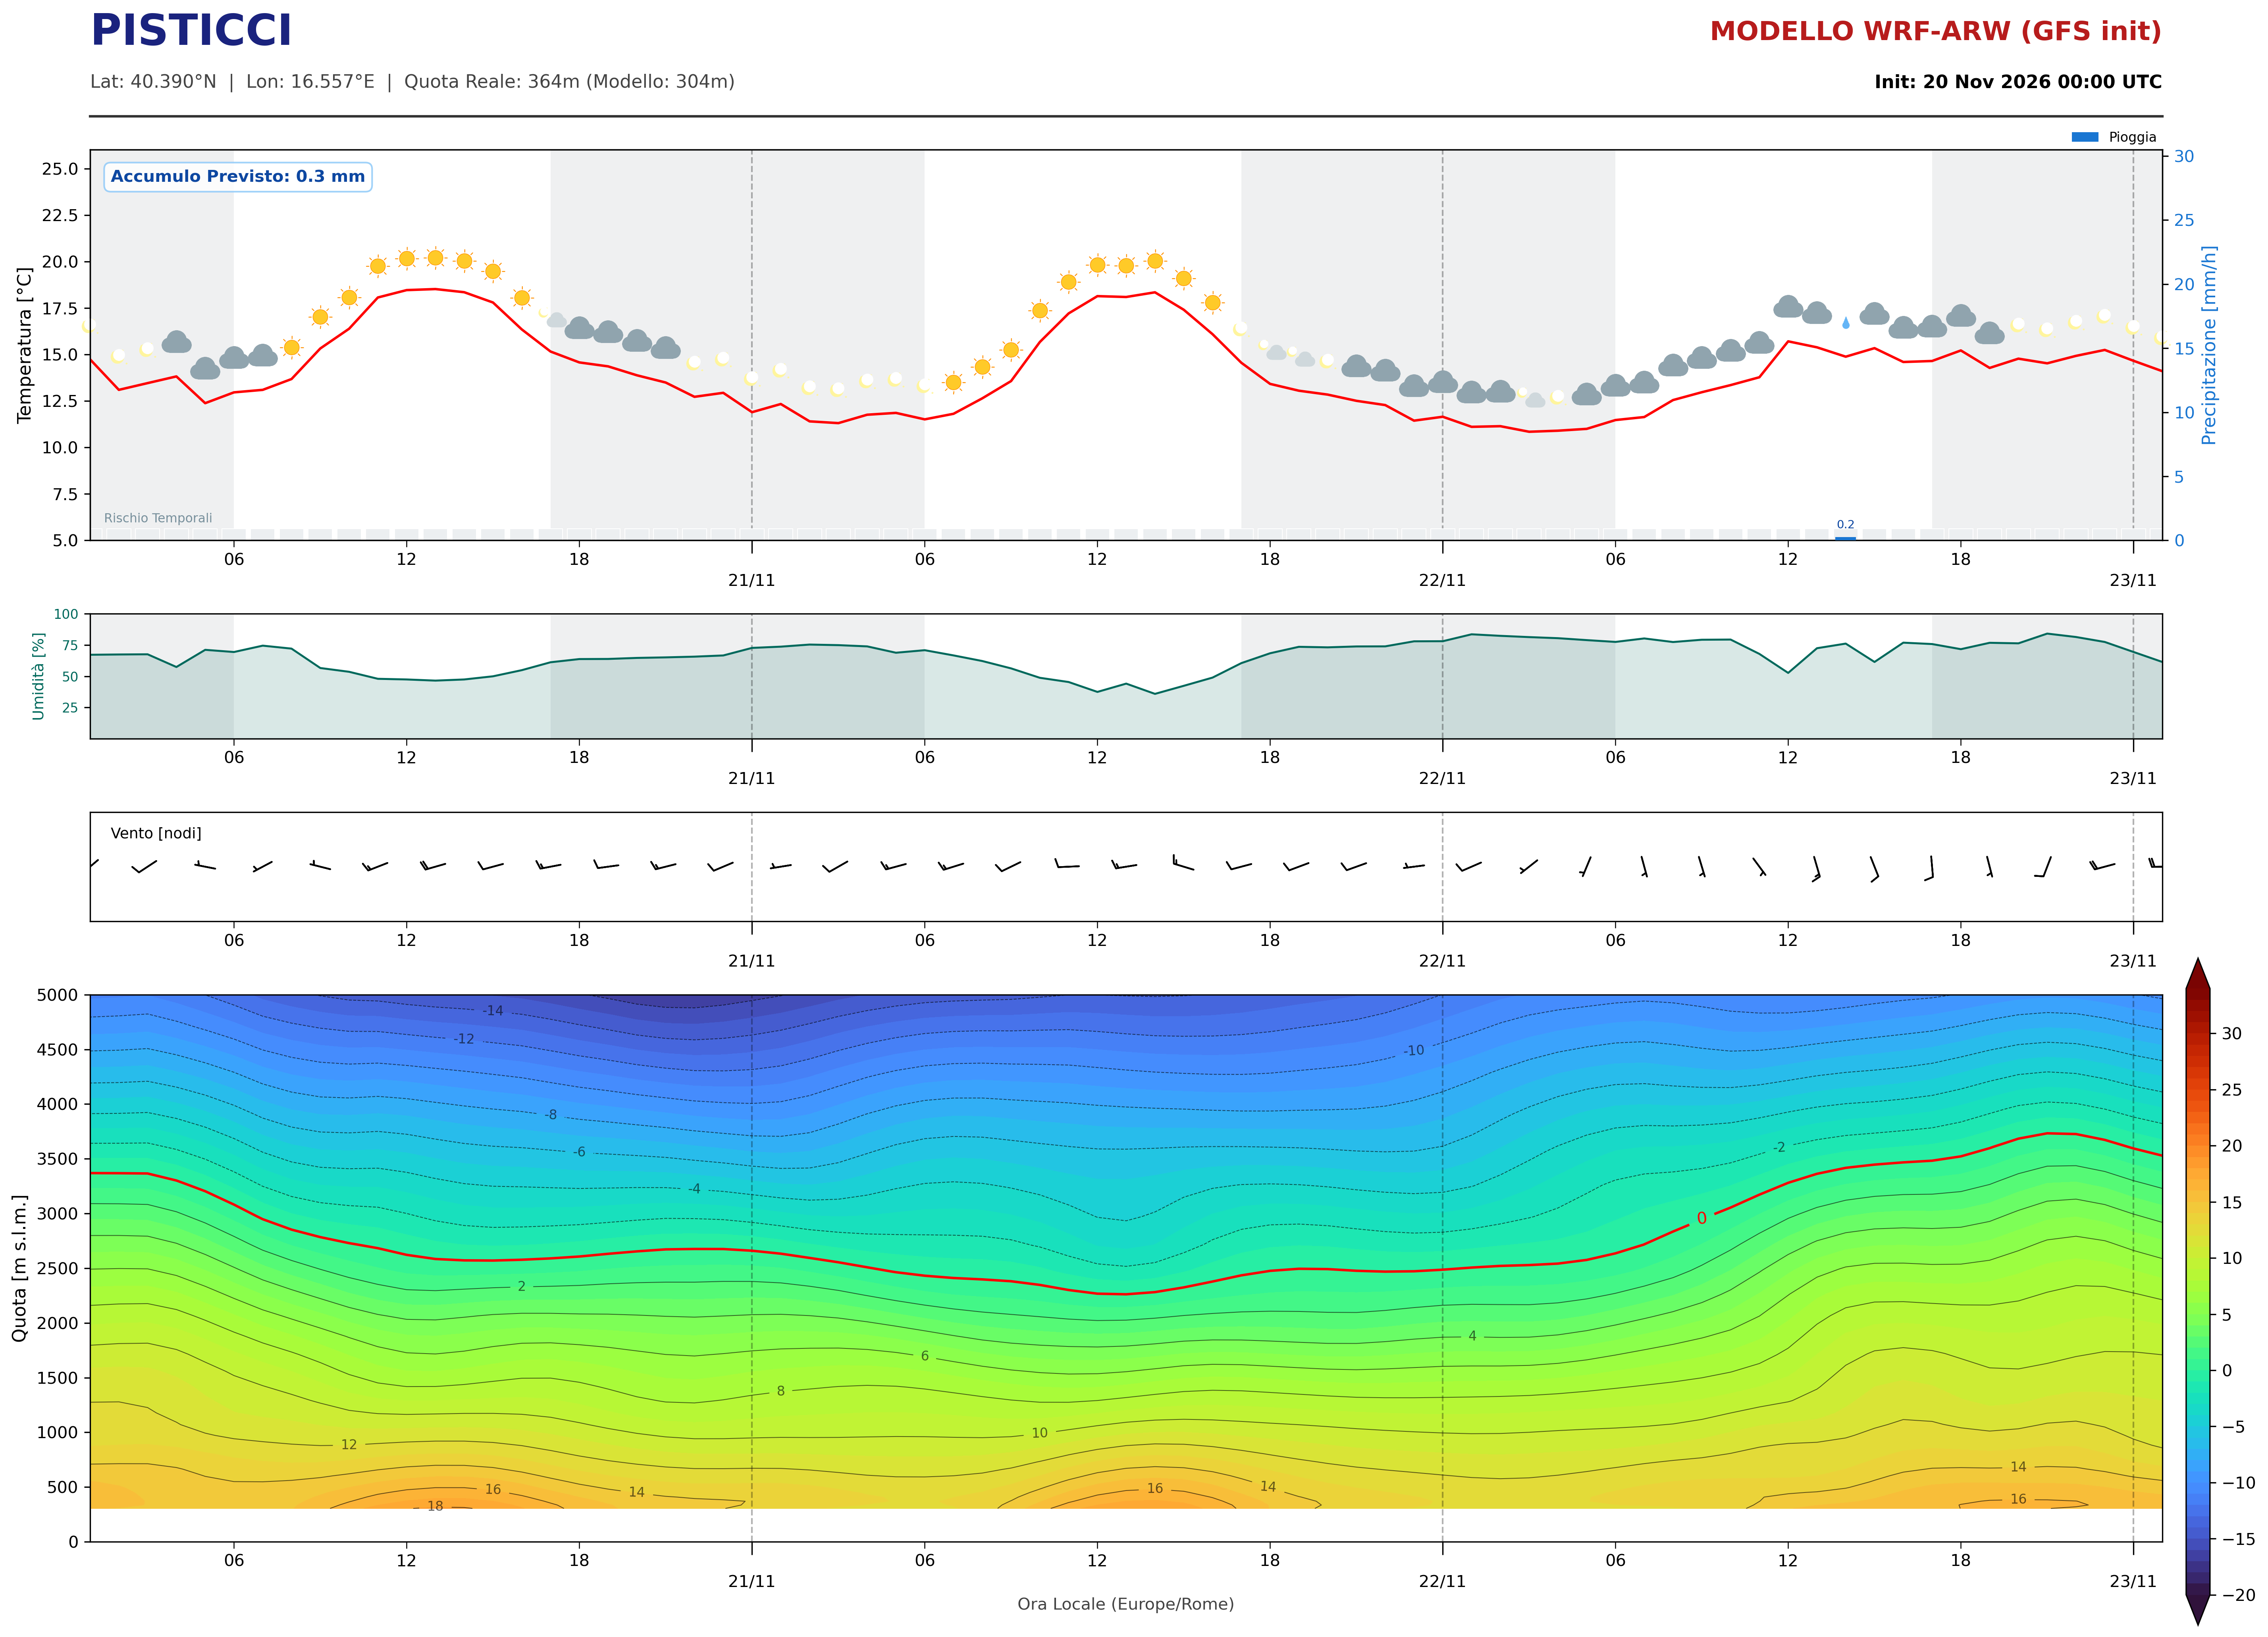 PISTICCI
MODELLO WRF-ARW (GFS init)
Lat: 40.390°N | Lon: 16.557°E | Quota Reale: 364m (Modello: 304m)
Init: 20 Nov 2026 00:00 UTC
Pioggia
Accumulo Previsto: 0.3 mm
Temperatura [°C]
25.0
22.5
20.0
17.5
15.0
12.5
10.0
7.5
5.0
Precipitazione [mm/h]
30
25
20
15
10
5
0
Rischio Temporali
0.2
06 12 18 06 12 18 06 12 18
21/11 22/11 23/11
Umidità [%]
100
75
50
25
06 12 18 06 12 18 06 12 18
21/11 22/11 23/11
Vento [nodi]
06 12 18 06 12 18 06 12 18
21/11 22/11 23/11
Quota [m s.l.m.]
5000
4500
4000
3500
3000
2500
2000
1500
1000
500
0
-14
-12
-10
-8
-6
-2
-4
0
2
4
6
8
10
12
14
16 16 14
14
16
18
06 12 18 06 12 18 06 12 18
21/11 22/11 23/11
Ora Locale (Europe/Rome)
30
25
20
15
10
5
0
−5
−10
−15
−20